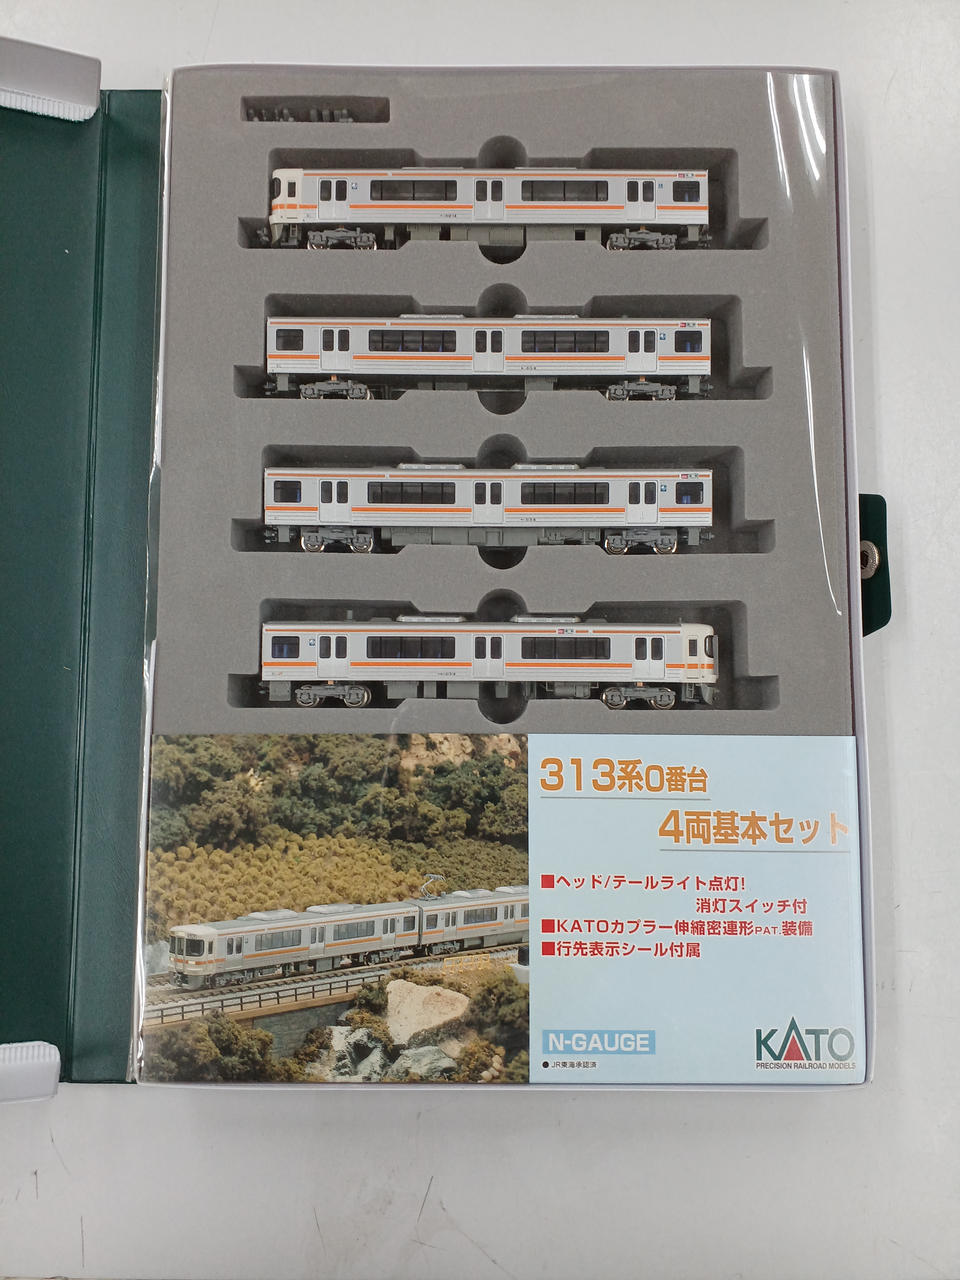 313系0番台
4両基本セット
■ヘッド/テールライト点灯!
消灯スイッチ付
■KATOカプラー伸縮密連形PAT.装備
■行先表示シール付属
N-GAUGE
●JR東海承認済
KATO
PRECISION RAILROAD MODELS